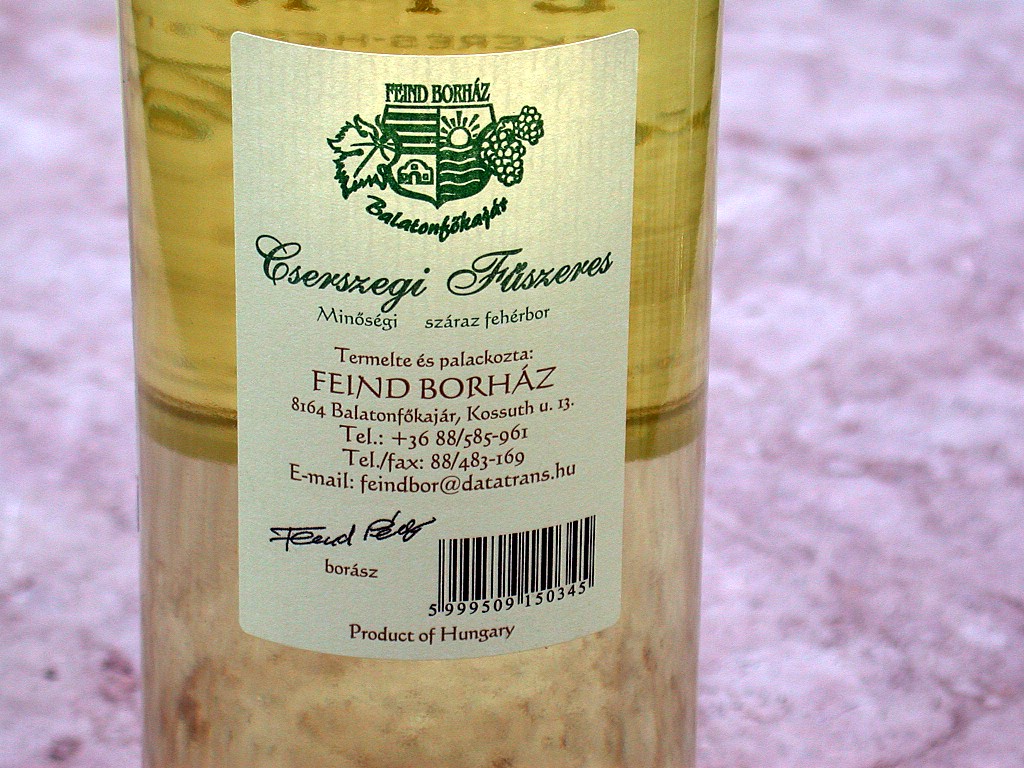 FEIND BORHÁZ
Balatonfőkajár
Cserszegi Fűszeres
Minőségi száraz fehérbor
Termelte és palackozta:
FEIND BORHÁZ
8164 Balatonfőkajár, Kossuth u. 13.
Tel.: +36 88/585-961
Tel./fax: 88/483-169
E-mail: feindbor@datatrans.hu
Feind Péter
borász
5 999509 150345
Product of Hungary